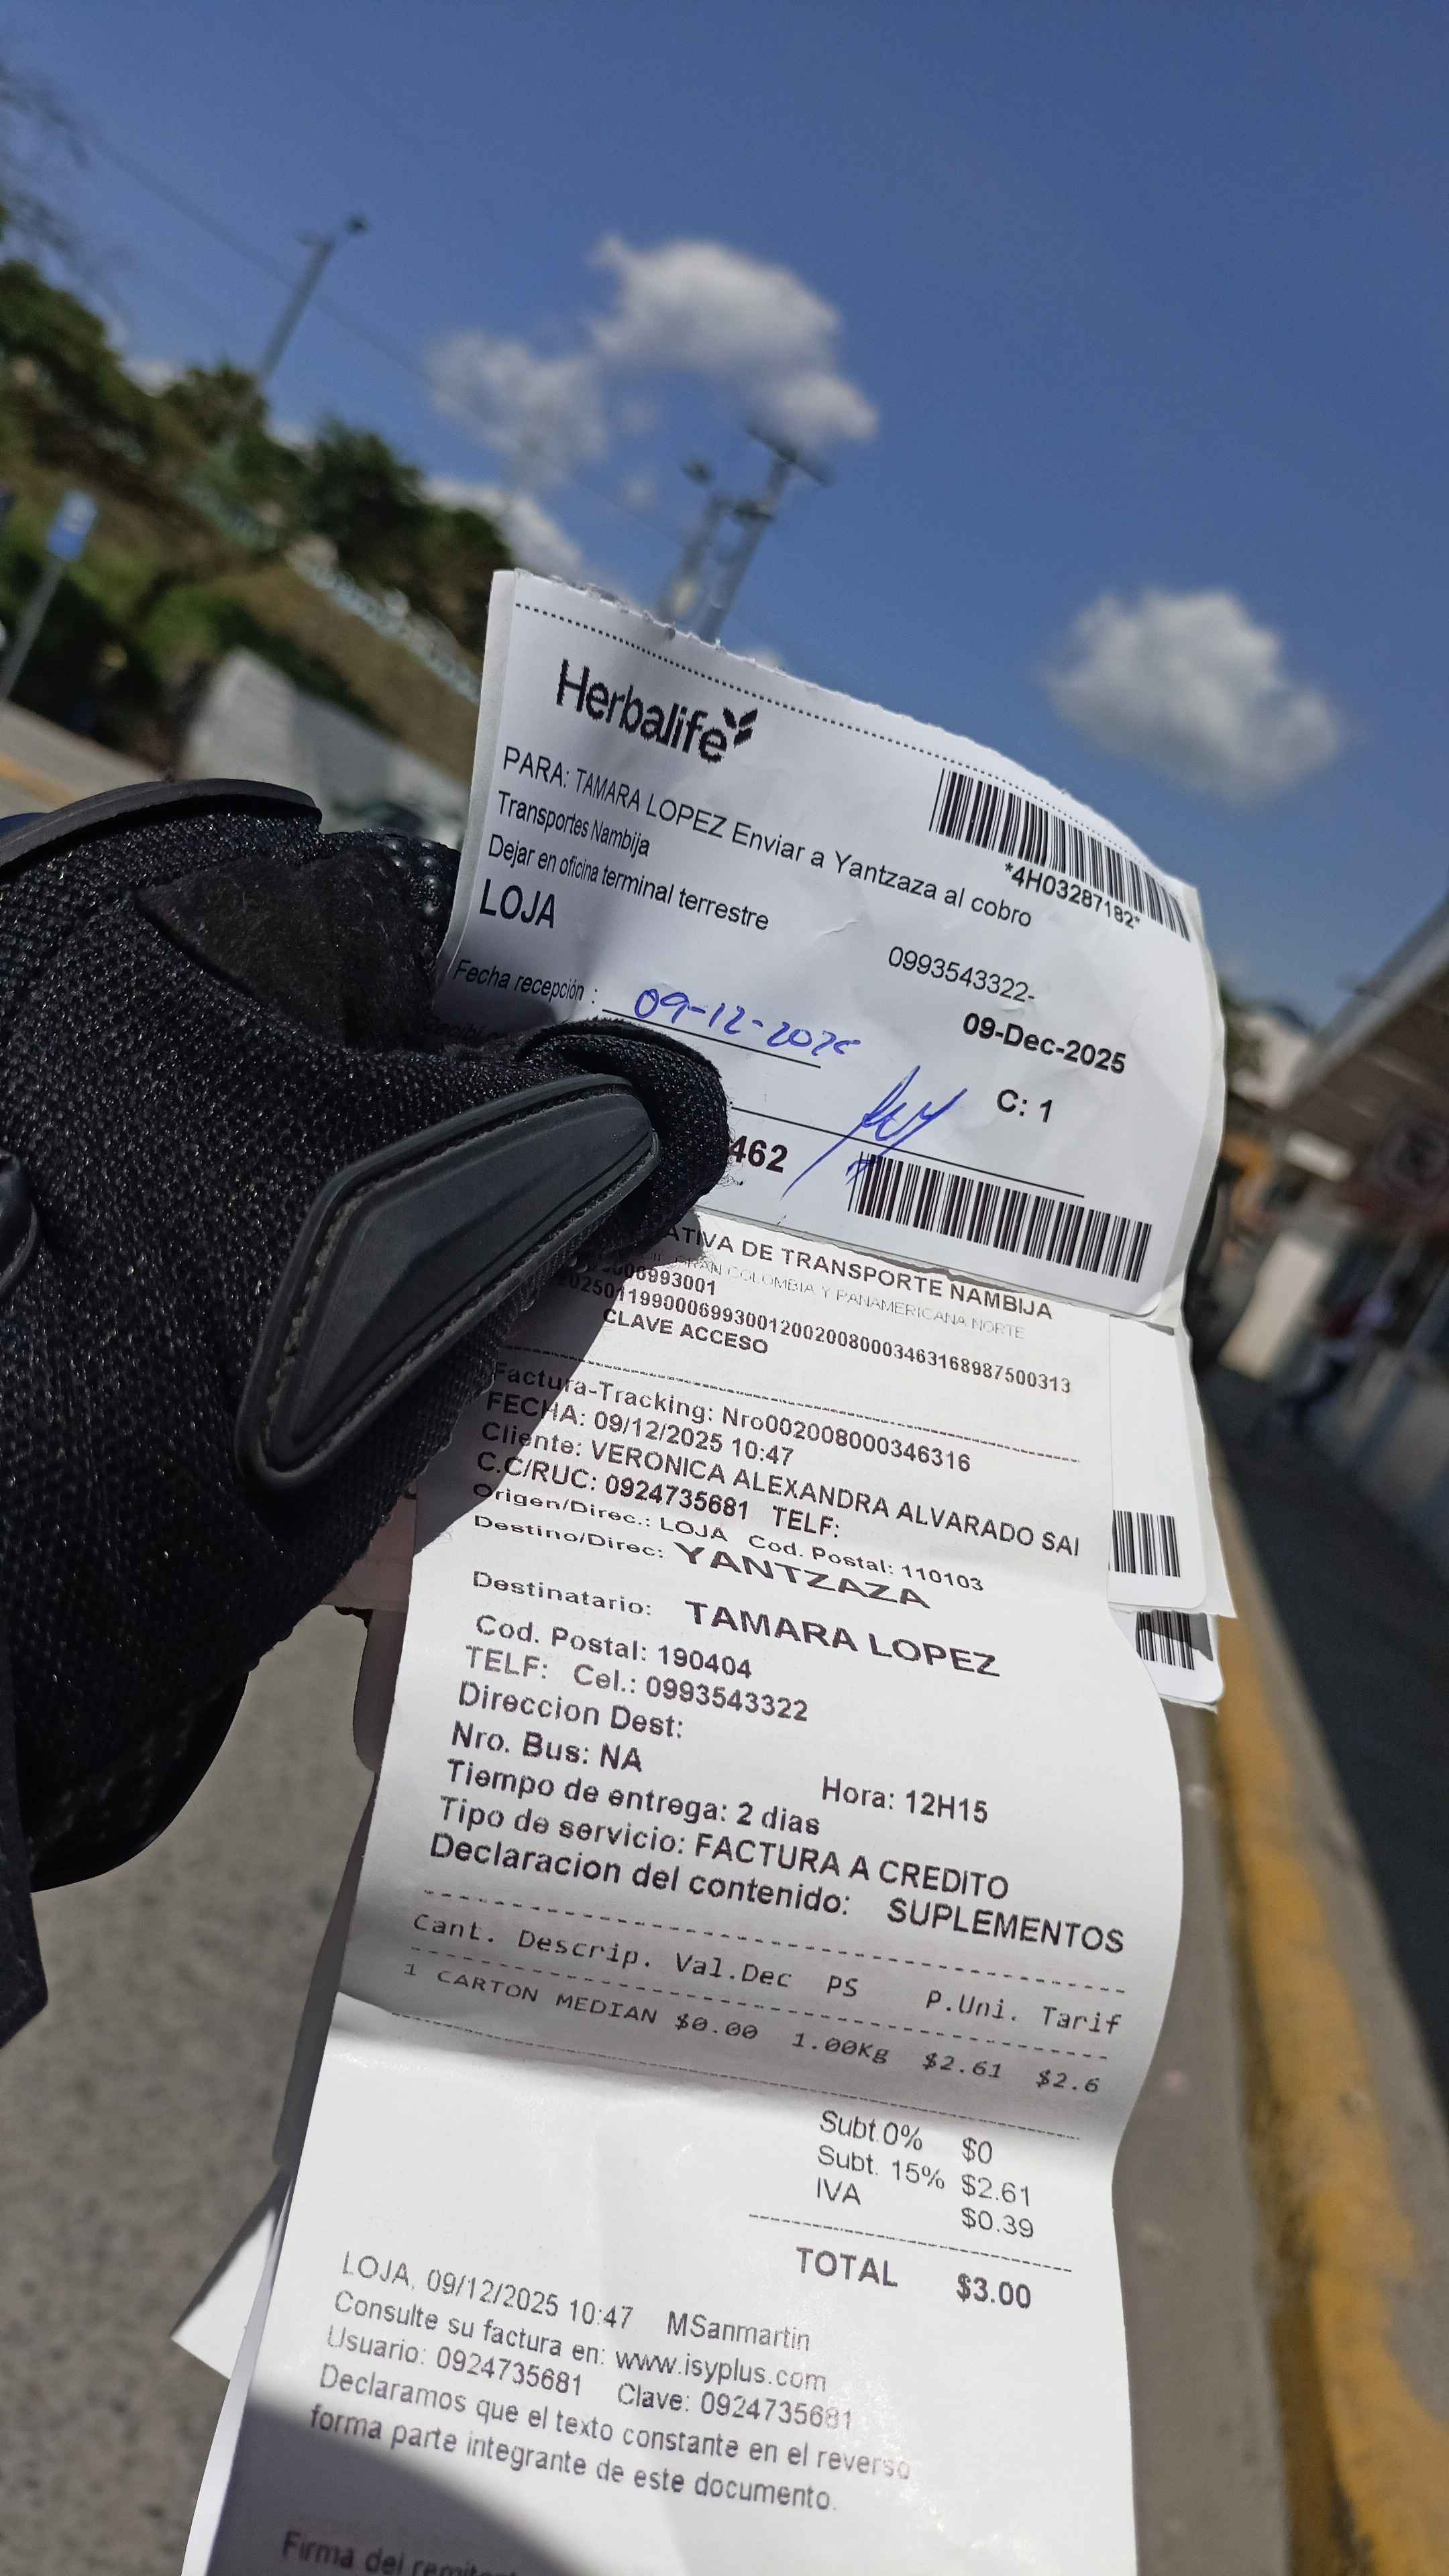 Herbalife
*4H03287182*
PARA: TAMARA LOPEZ Enviar a Yantzaza al cobro
Transportes Nambija
Dejar en oficina terminal terrestre
0993543322-
LOJA
09-Dec-2025
Fecha recepción : 09-12-2025
C: 1
462
ATIVA DE TRANSPORTE NAMBIJA
GRAN COLOMBIA Y PANAMERICANA NORTE
06993001
02501199000699300120020080003463168987500313
CLAVE ACCESO
Factura-Tracking: Nro002008000346316
FECHA: 09/12/2025 10:47
Cliente: VERONICA ALEXANDRA ALVARADO SAI
C.C/RUC: 0924735681 TELF:
Origen/Direc.: LOJA Cod. Postal: 110103
Destino/Direc: YANTZAZA
Destinatario: TAMARA LOPEZ
Cod. Postal: 190404
TELF: Cel.: 0993543322
Direccion Dest:
Nro. Bus: NA Hora: 12H15
Tiempo de entrega: 2 dias
Tipo de servicio: FACTURA A CREDITO
Declaracion del contenido: SUPLEMENTOS
Cant. Descrip. Val.Dec PS P.Uni. Tarif
1 CARTON MEDIAN $0.00 1.00Kg $2.61 $2.6
Subt.0% $0
Subt. 15% $2.61
IVA $0.39
TOTAL $3.00
LOJA, 09/12/2025 10:47 MSanmartin
Consulte su factura en: www.isyplus.com
Usuario: 0924735681 Clave: 0924735681
Declaramos que el texto constante en el reverso
forma parte integrante de este documento.
Firma del